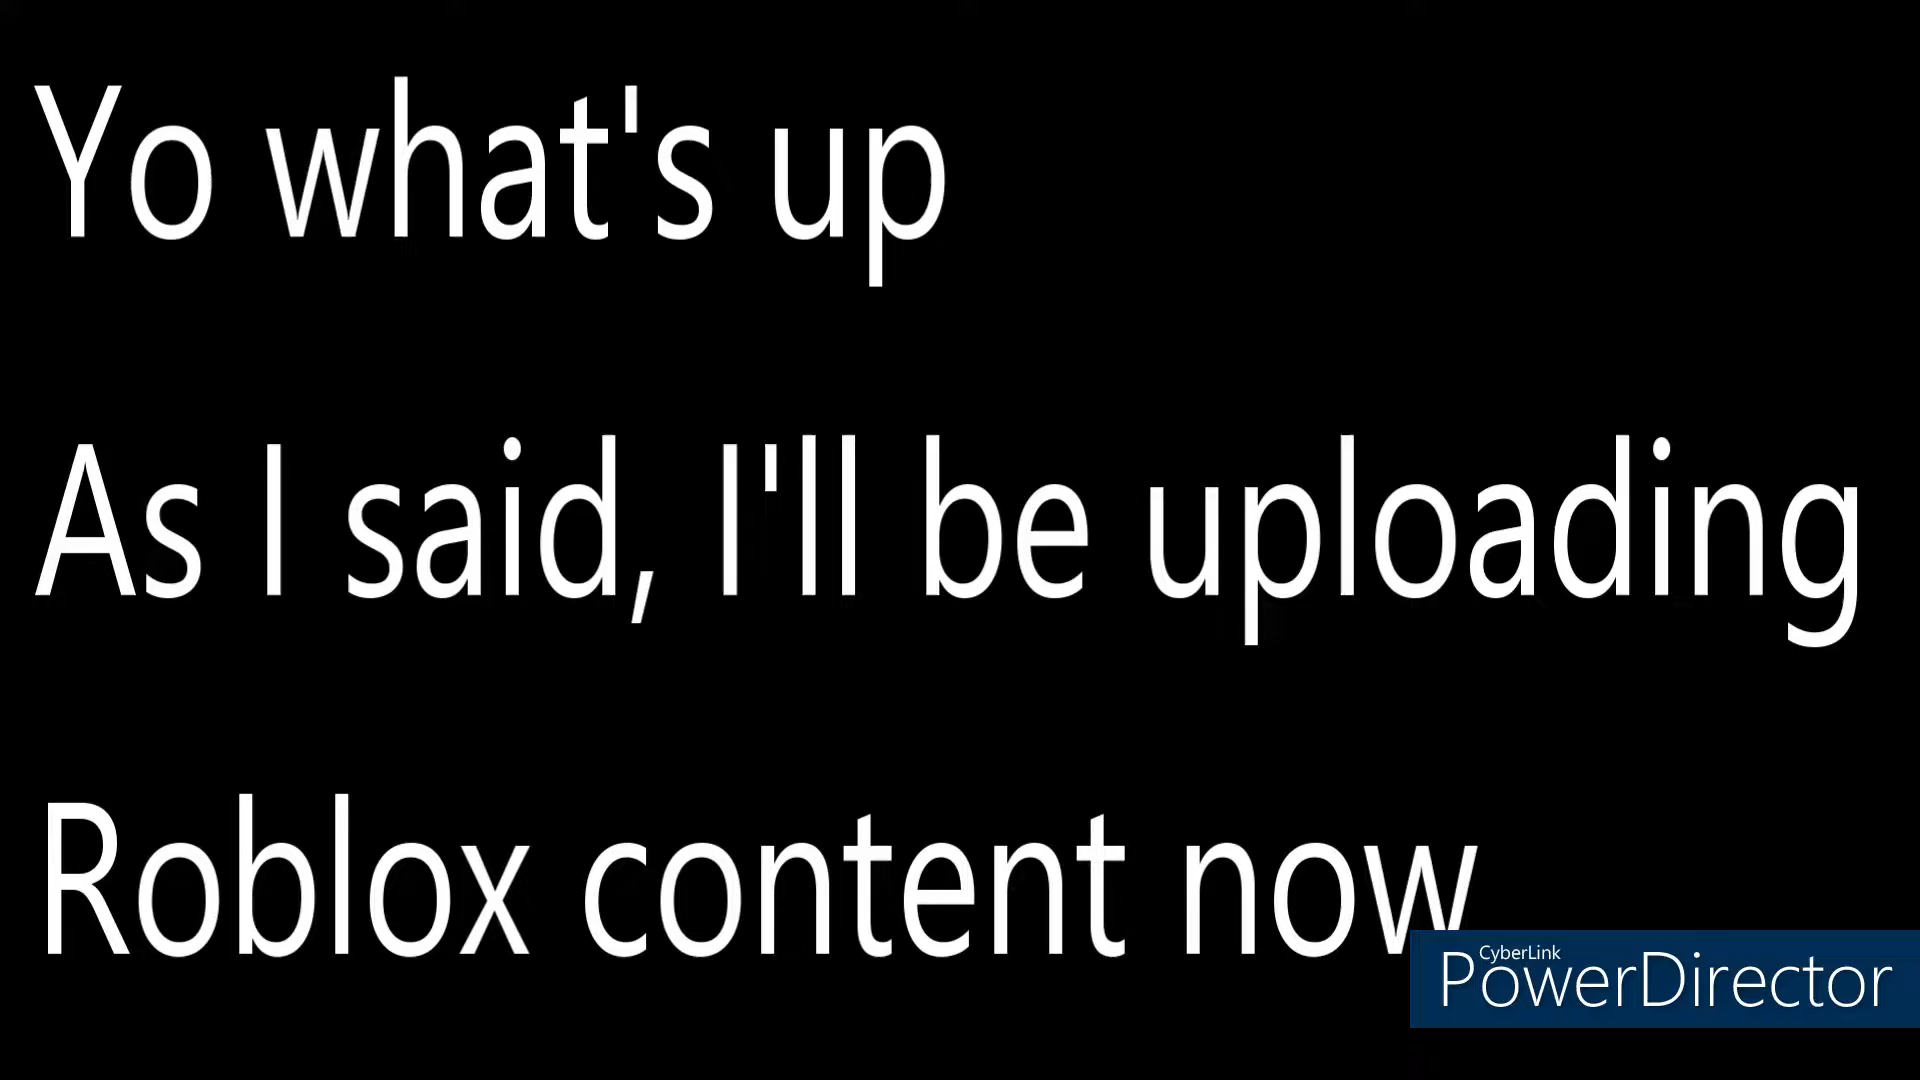 Yo what's up
As I said, I'll be uploading
Roblox content now
CyberLink
PowerDirector